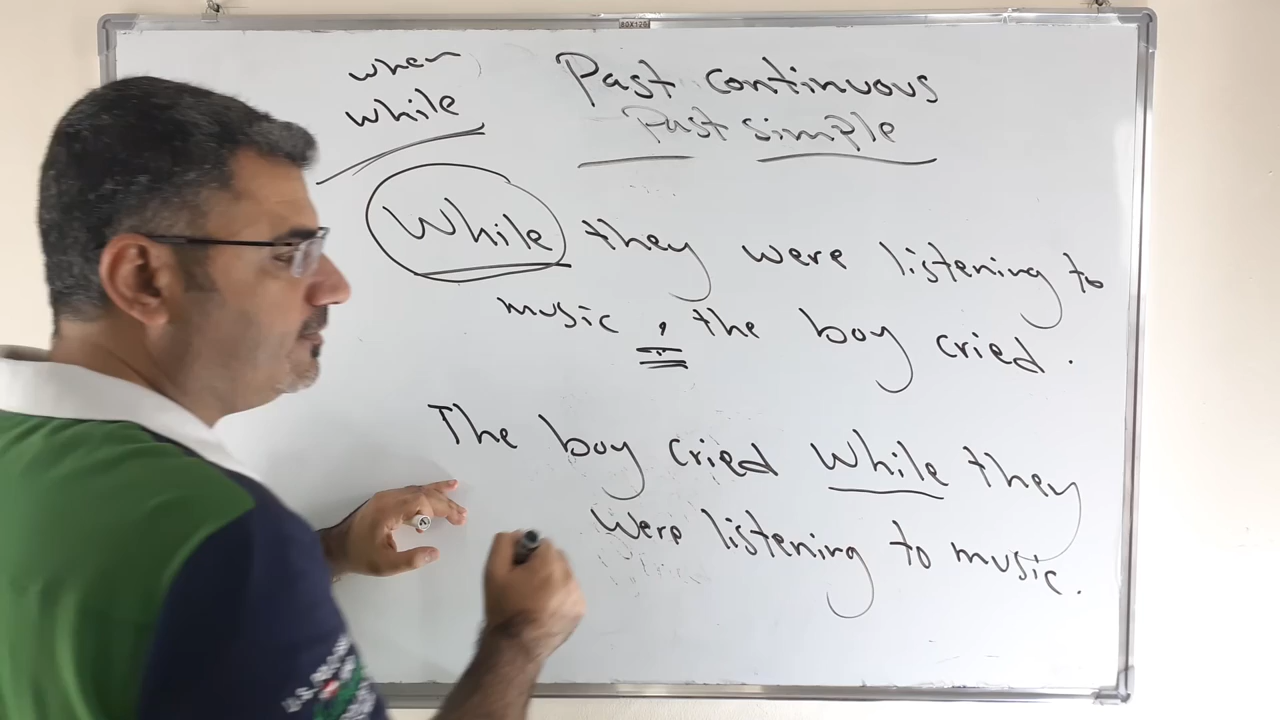 80X120
when
while
Past continuous
Past simple
While they were listening to
music , the boy cried .
The boy cried while they
were listening to music.